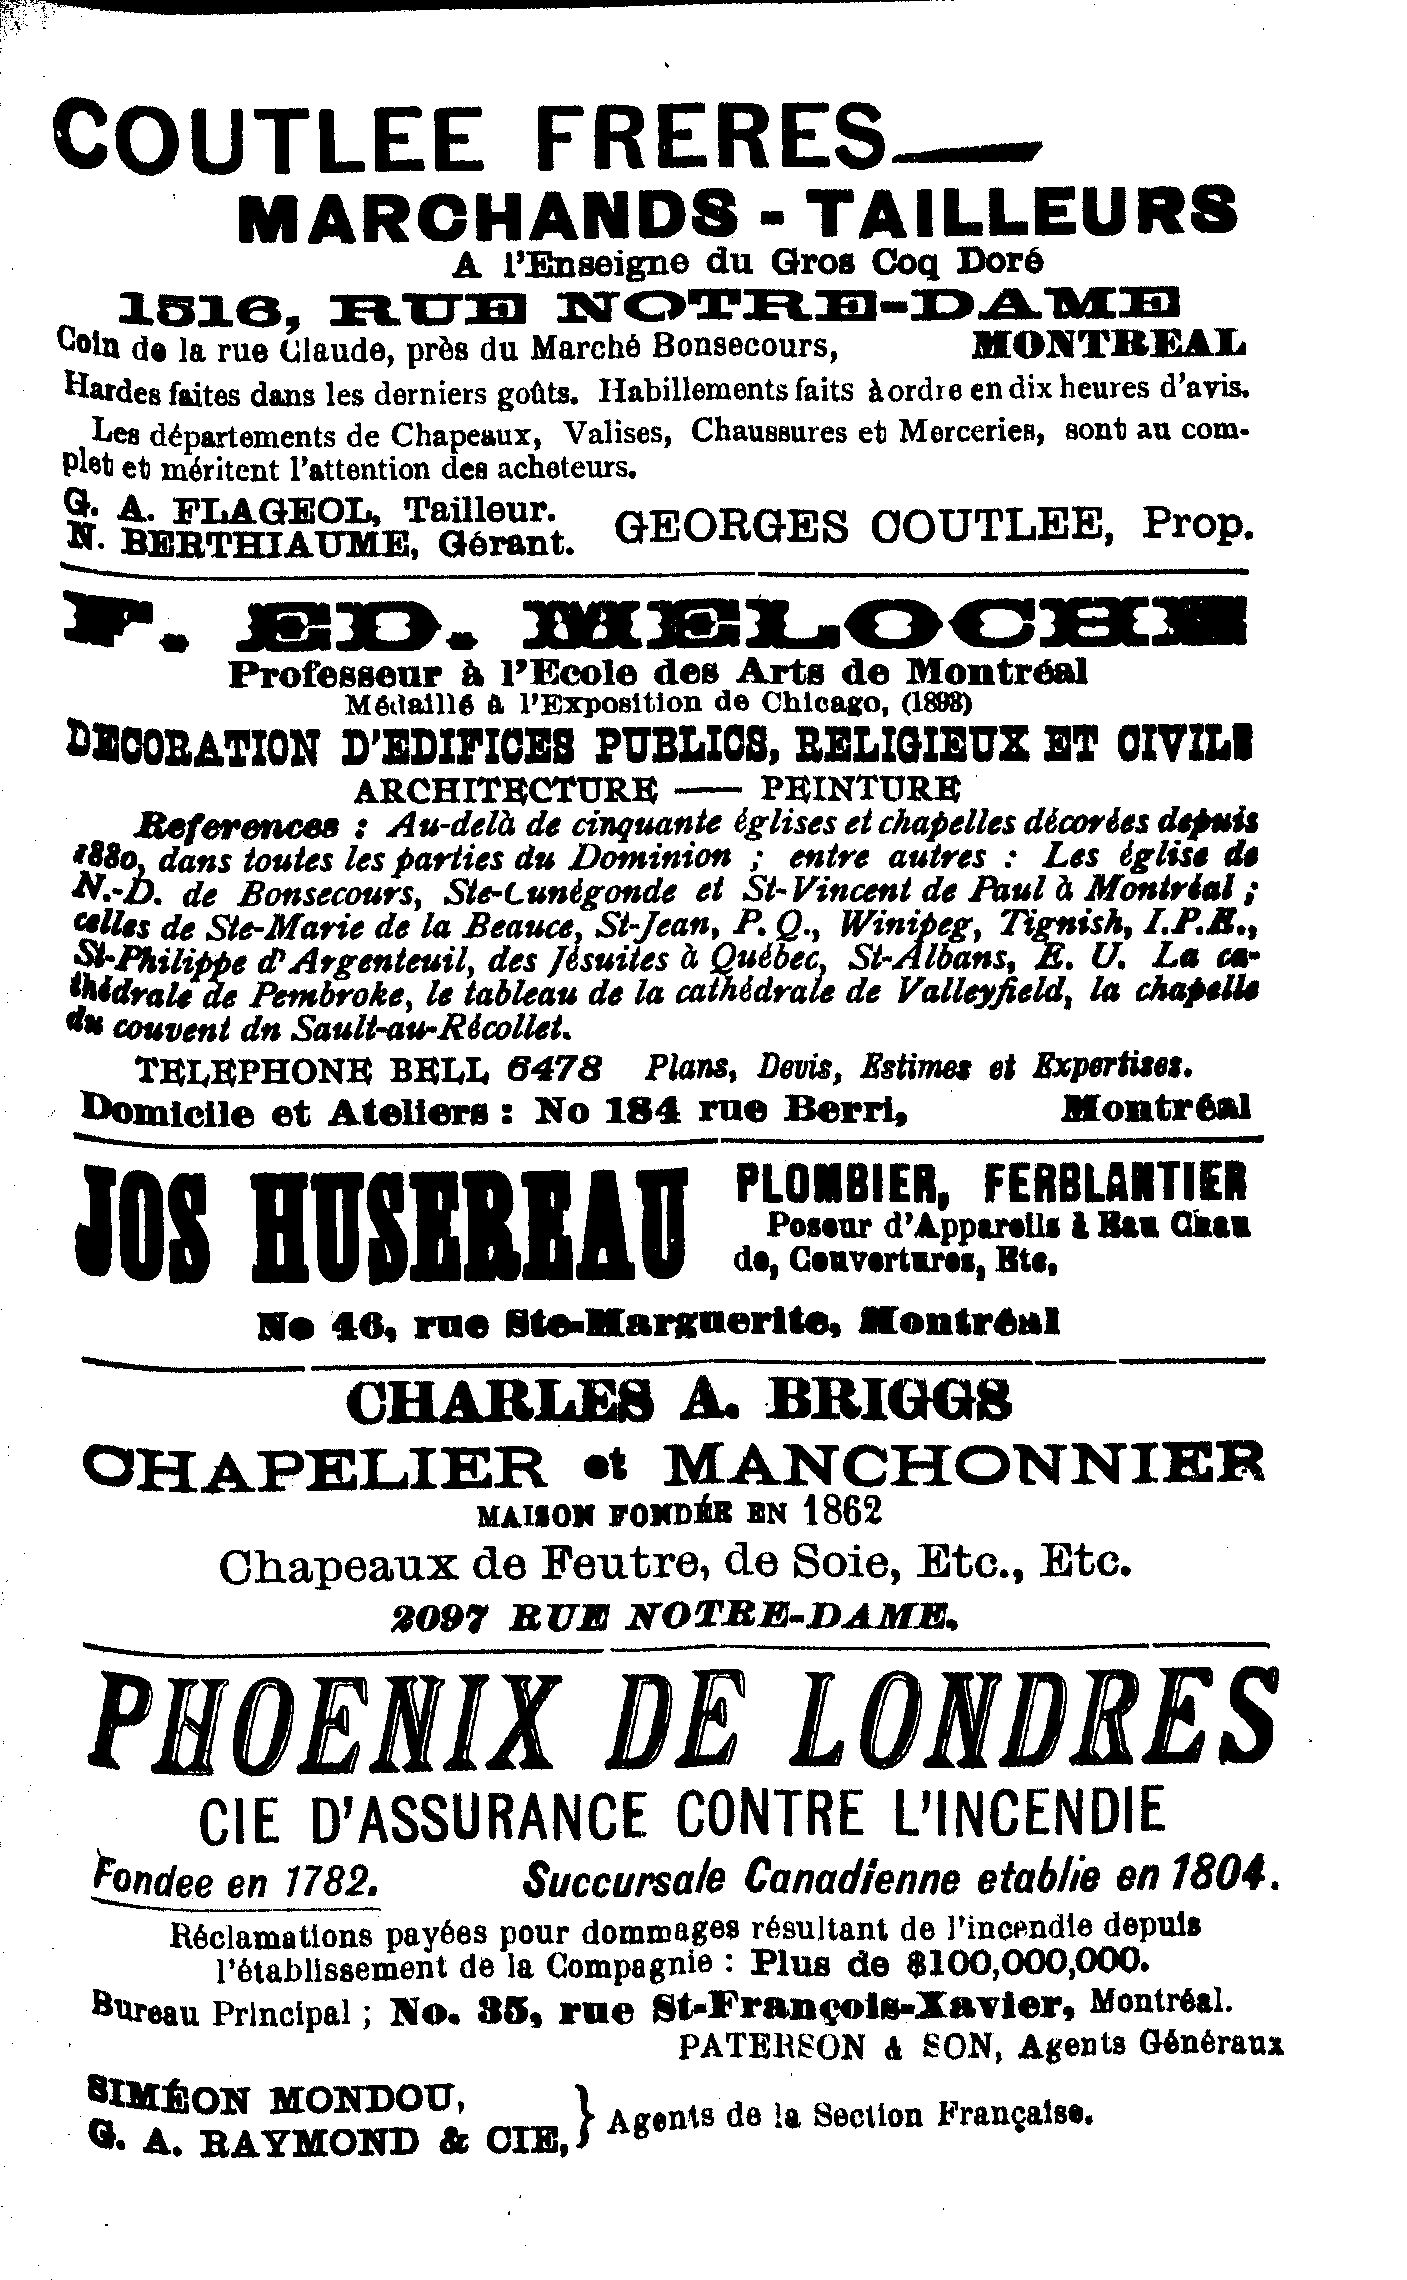 COUTLEE FRERES
MARCHANDS - TAILLEURS
A l'Enseigne du Gros Coq Doré
1516, RUE NOTRE-DAME
Coin de la rue Claude, près du Marché Bonsecours, MONTREAL
Hardes faites dans les derniers goûts. Habillements faits à ordre en dix heures d'avis.
Les départements de Chapeaux, Valises, Chaussures et Merceries, sont au com-
plet et méritent l'attention des acheteurs.
G. A. FLAGEOL, Tailleur.
N. BERTHIAUME, Gérant. GEORGES COUTLEE, Prop.
F. ED. MELOCHE
Professeur à l'Ecole des Arts de Montréal
Médaillé à l'Exposition de Chicago, (1893)
DECORATION D'EDIFICES PUBLICS, RELIGIEUX ET CIVILS
ARCHITECTURE — PEINTURE
References : Au-delà de cinquante églises et chapelles décorées depuis
1880, dans toutes les parties du Dominion ; entre autres : Les église de
N.-D. de Bonsecours, Ste-Cunégonde et St-Vincent de Paul à Montréal ;
celles de Ste-Marie de la Beauce, St-Jean, P. Q., Winipeg, Tignish, I.P.E.,
St-Philippe d'Argenteuil, des Jésuites à Québec, St-Albans, E. U. La ca-
thédrale de Pembroke, le tableau de la cathédrale de Valleyfield, la chapelle
du couvent dn Sault-au-Récollet.
TELEPHONE BELL 6478 Plans, Devis, Estimes et Expertises.
Domicile et Ateliers : No 184 rue Berri, Montréal
JOS HUSEREAU PLOMBIER, FERBLANTIER
Poseur d'Appareils à Eau Chau
de, Couvertures, Etc,
No 46, rue Ste-Marguerite, Montréal
CHARLES A. BRIGGS
CHAPELIER et MANCHONNIER
MAISON FONDÉE EN 1862
Chapeaux de Feutre, de Soie, Etc., Etc.
2097 RUE NOTRE-DAME.
PHOENIX DE LONDRES
CIE D'ASSURANCE CONTRE L'INCENDIE
Fondee en 1782. Succursale Canadienne etablie en 1804.
Réclamations payées pour dommages résultant de l'incendie depuis
l'établissement de la Compagnie : Plus de $100,000,000.
Bureau Principal ; No. 35, rue St-François-Xavier, Montréal.
PATERSON & SON, Agents Généraux
SIMÉON MONDOU,
G. A. RAYMOND & CIE, } Agents de la Section Française.